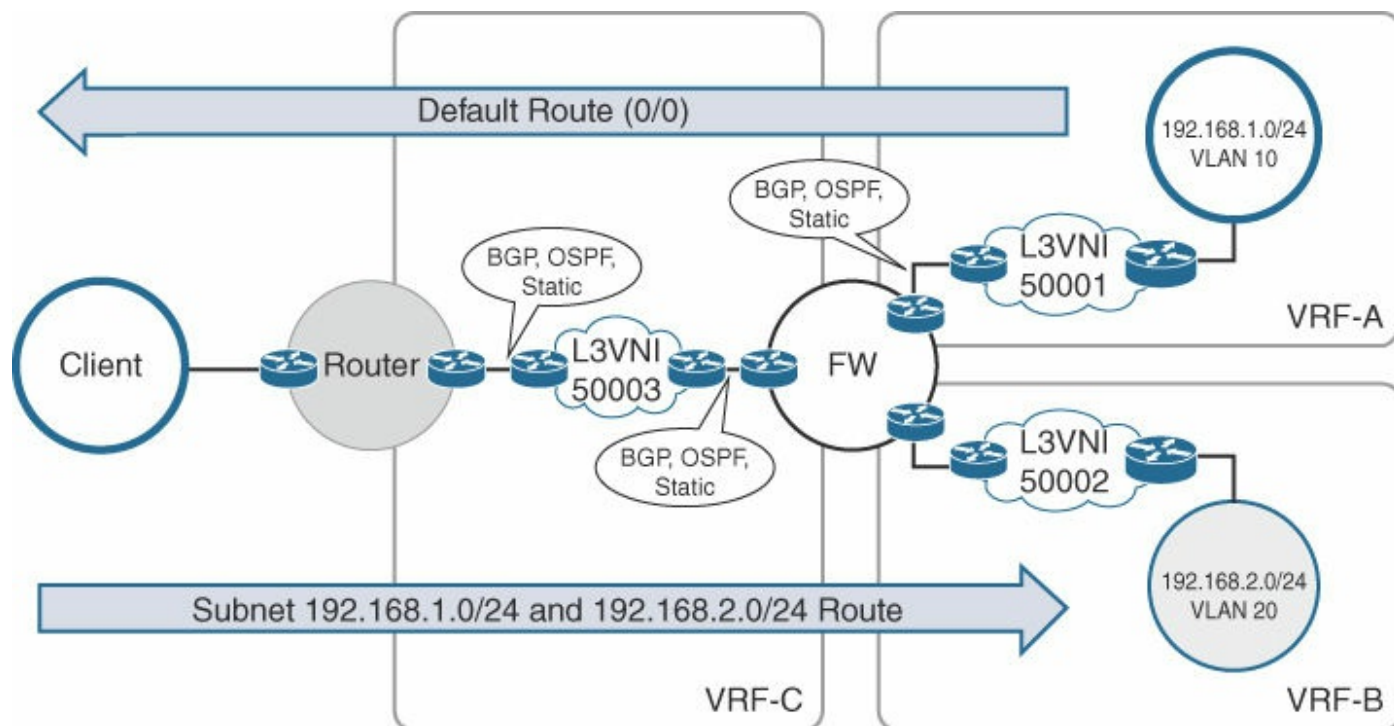 Default Route (0/0)
192.168.1.0/24
VLAN 10
BGP, OSPF,
Static
L3VNI
50001
VRF-A
BGP, OSPF,
Static
Client
Router
L3VNI
50003
FW
BGP, OSPF,
Static
L3VNI
50002
192.168.2.0/24
VLAN 20
Subnet 192.168.1.0/24 and 192.168.2.0/24 Route
VRF-C
VRF-B